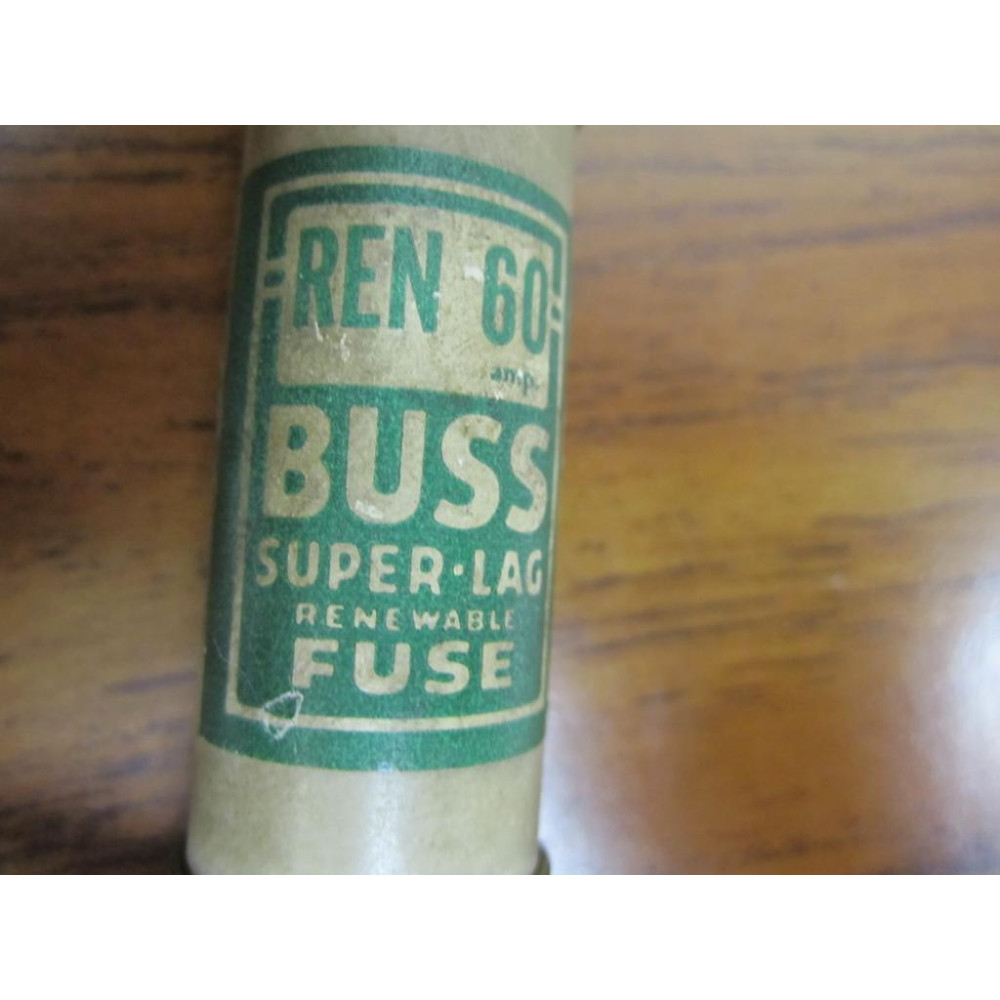 REN 60
amp.
BUSS
SUPER·LAG
RENEWABLE
FUSE